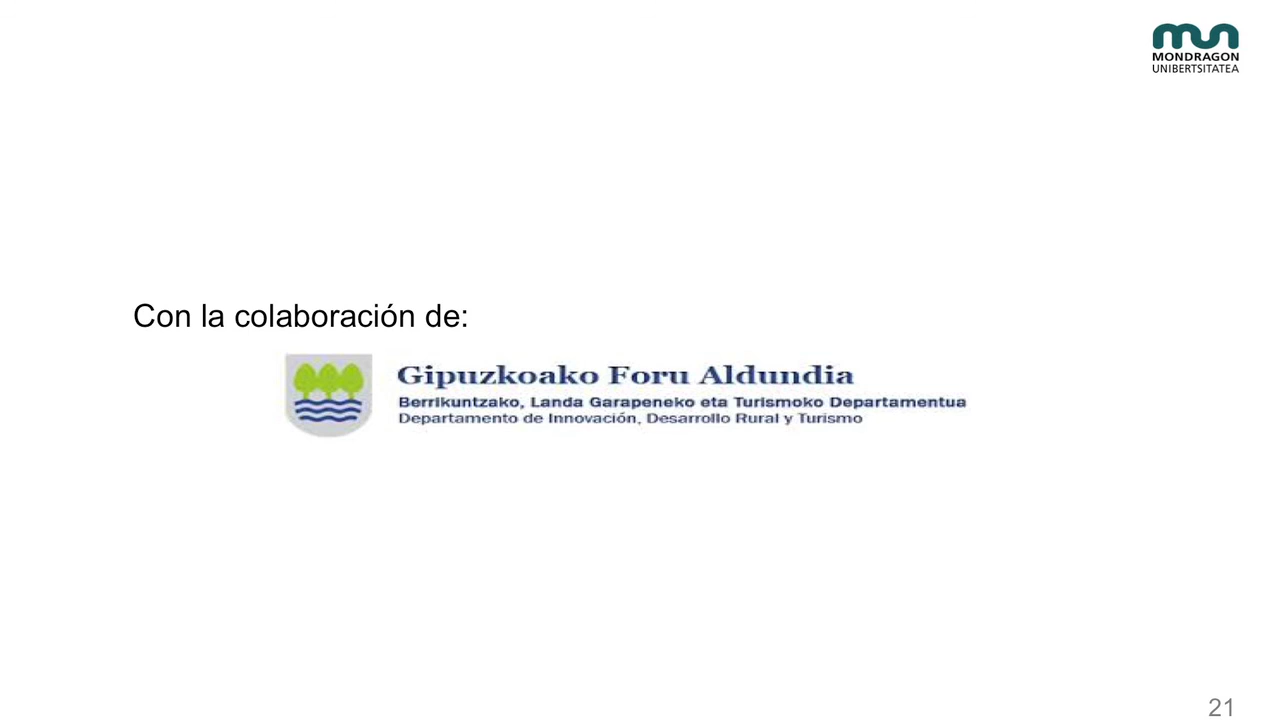 MONDRAGON
UNIBERTSITATEA
Con la colaboración de:
Gipuzkoako Foru Aldundia
Berrikuntzako, Landa Garapeneko eta Turismoko Departamentua
Departamento de Innovación, Desarrollo Rural y Turismo
21